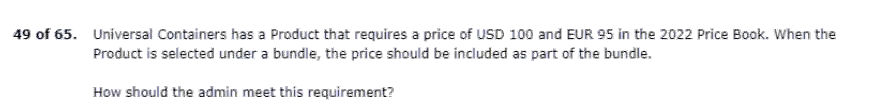 49 of 65. Universal Containers has a Product that requires a price of USD 100 and EUR 95 in the 2022 Price Book. When the
Product is selected under a bundle, the price should be included as part of the bundle.
How should the admin meet this requirement?